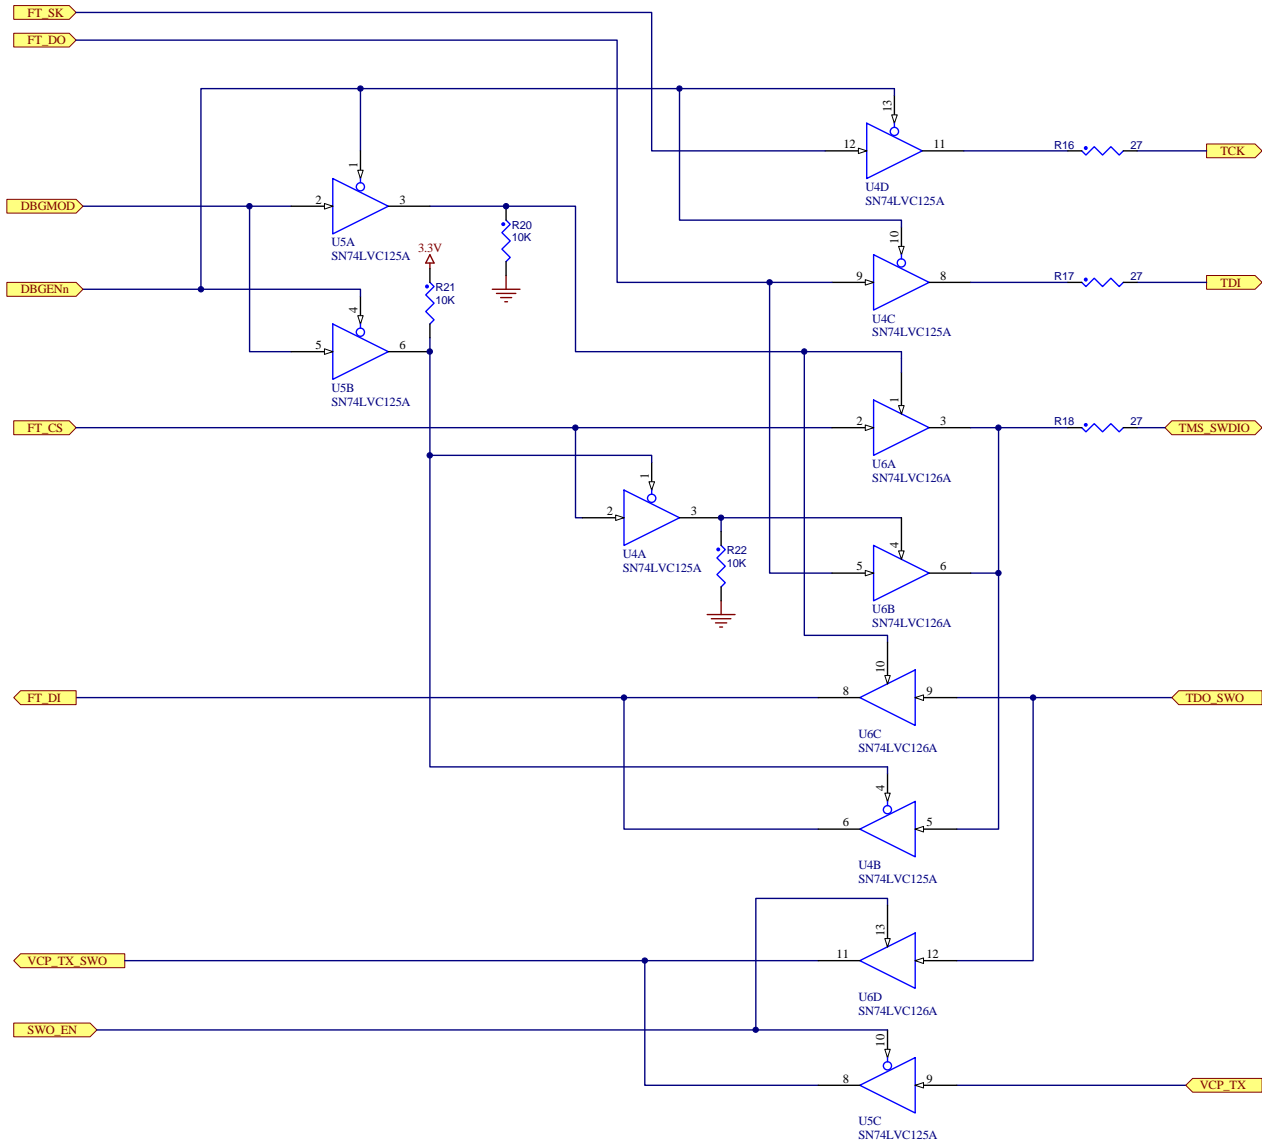 FT_SK
FT_DO
13
12
11
R16
27
TCK
U4D
SN74LVC125A
1
DBGMOD
2
3
U5A
SN74LVC125A
R20
10K
10
9
8
R17
27
TDI
U4C
SN74LVC125A
3.3V
R21
10K
DBGENn
4
5
6
U5B
SN74LVC125A
1
FT_CS
2
3
R18
27
TMS_SWDIO
U6A
SN74LVC126A
1
2
3
U4A
SN74LVC125A
R22
10K
4
5
6
U6B
SN74LVC126A
10
FT_DI
8
9
TDO_SWO
U6C
SN74LVC126A
4
6
5
U4B
SN74LVC125A
13
VCP_TX_SWO
11
12
U6D
SN74LVC126A
SWO_EN
10
8
9
VCP_TX
U5C
SN74LVC125A